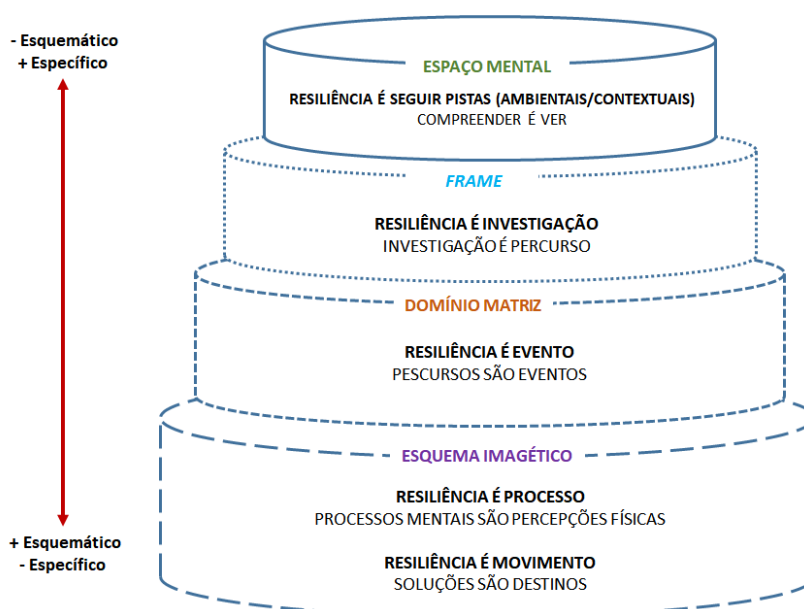 - Esquemático
+ Específico
ESPAÇO MENTAL
RESILIÊNCIA É SEGUIR PISTAS (AMBIENTAIS/CONTEXTUAIS)
COMPREENDER É VER
FRAME
RESILIÊNCIA É INVESTIGAÇÃO
INVESTIGAÇÃO É PERCURSO
DOMÍNIO MATRIZ
RESILIÊNCIA É EVENTO
PESCURSOS SÃO EVENTOS
ESQUEMA IMAGÉTICO
RESILIÊNCIA É PROCESSO
PROCESSOS MENTAIS SÃO PERCEPÇÕES FÍSICAS
RESILIÊNCIA É MOVIMENTO
SOLUÇÕES SÃO DESTINOS
+ Esquemático
- Específico